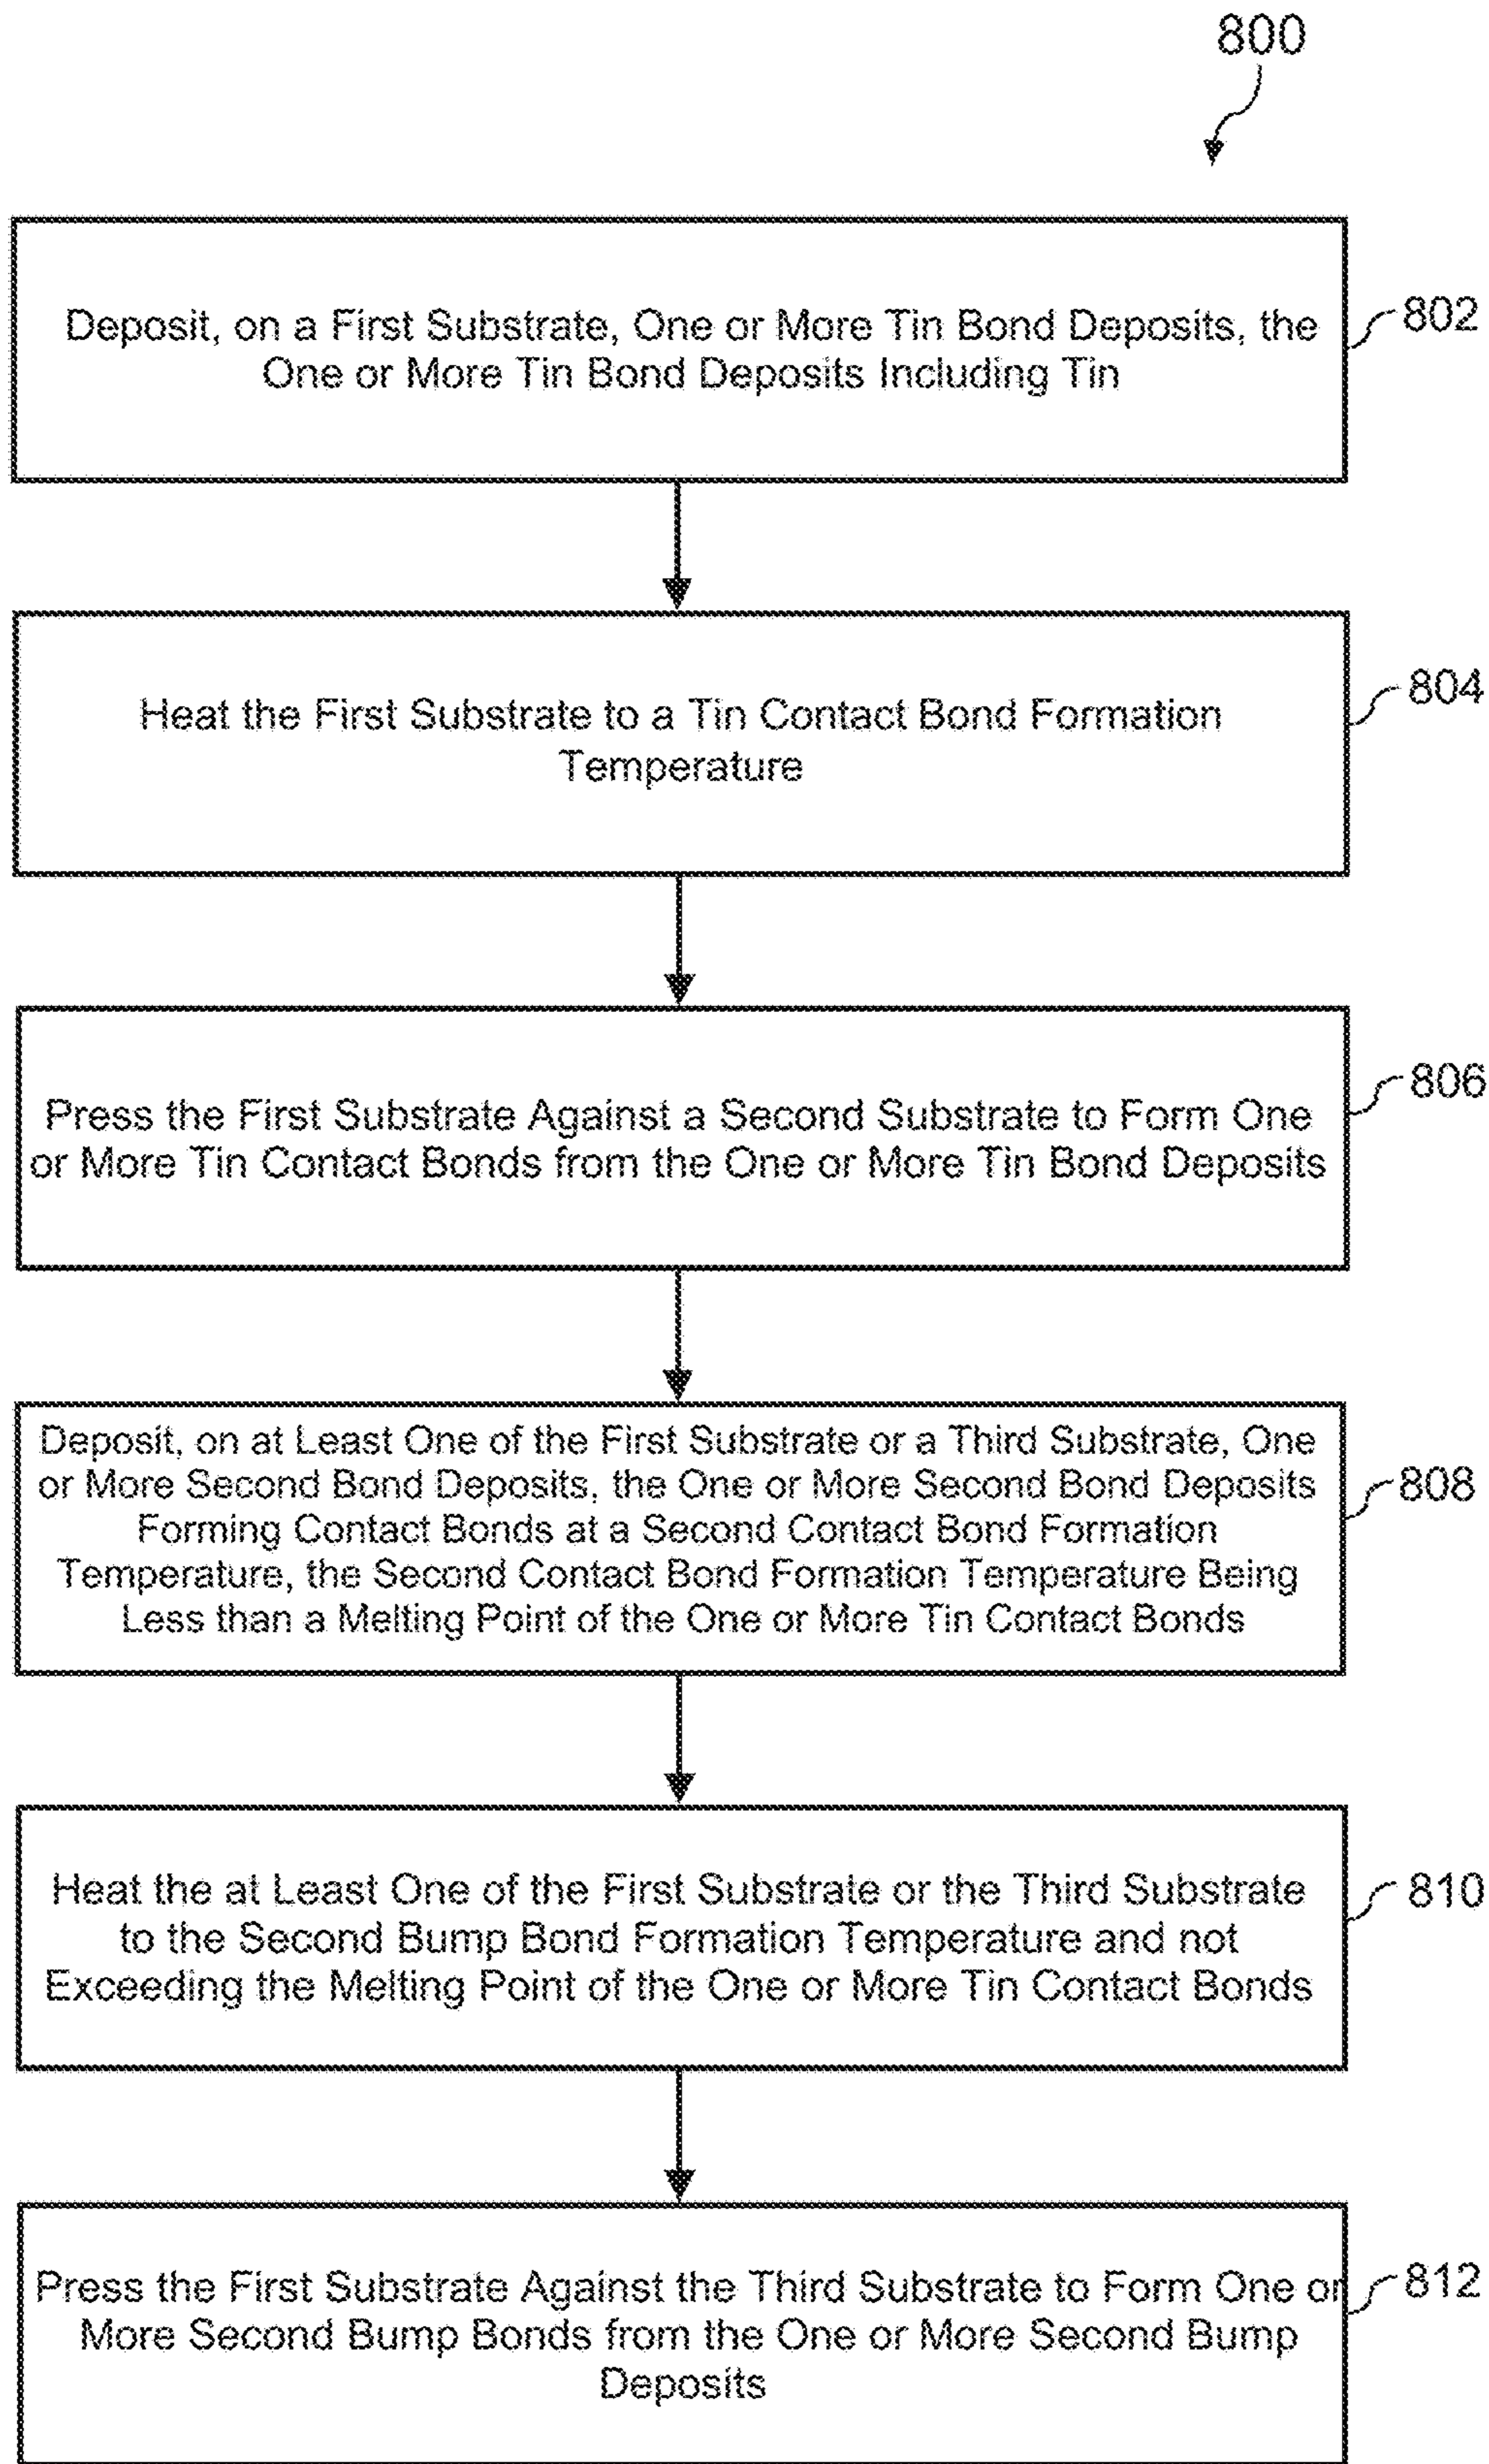 800
Deposit, on a First Substrate, One or More Tin Bond Deposits, the
One or More Tin Bond Deposits Including Tin
802
Heat the First Substrate to a Tin Contact Bond Formation
Temperature
804
Press the First Substrate Against a Second Substrate to Form One
or More Tin Contact Bonds from the One or More Tin Bond Deposits
806
Deposit, on at Least One of the First Substrate or a Third Substrate, One
or More Second Bond Deposits, the One or More Second Bond Deposits
Forming Contact Bonds at a Second Contact Bond Formation
Temperature, the Second Contact Bond Formation Temperature Being
Less than a Melting Point of the One or More Tin Contact Bonds
808
Heat the at Least One of the First Substrate or the Third Substrate
to the Second Bump Bond Formation Temperature and not
Exceeding the Melting Point of the One or More Tin Contact Bonds
810
Press the First Substrate Against the Third Substrate to Form One or
More Second Bump Bonds from the One or More Second Bump
Deposits
812